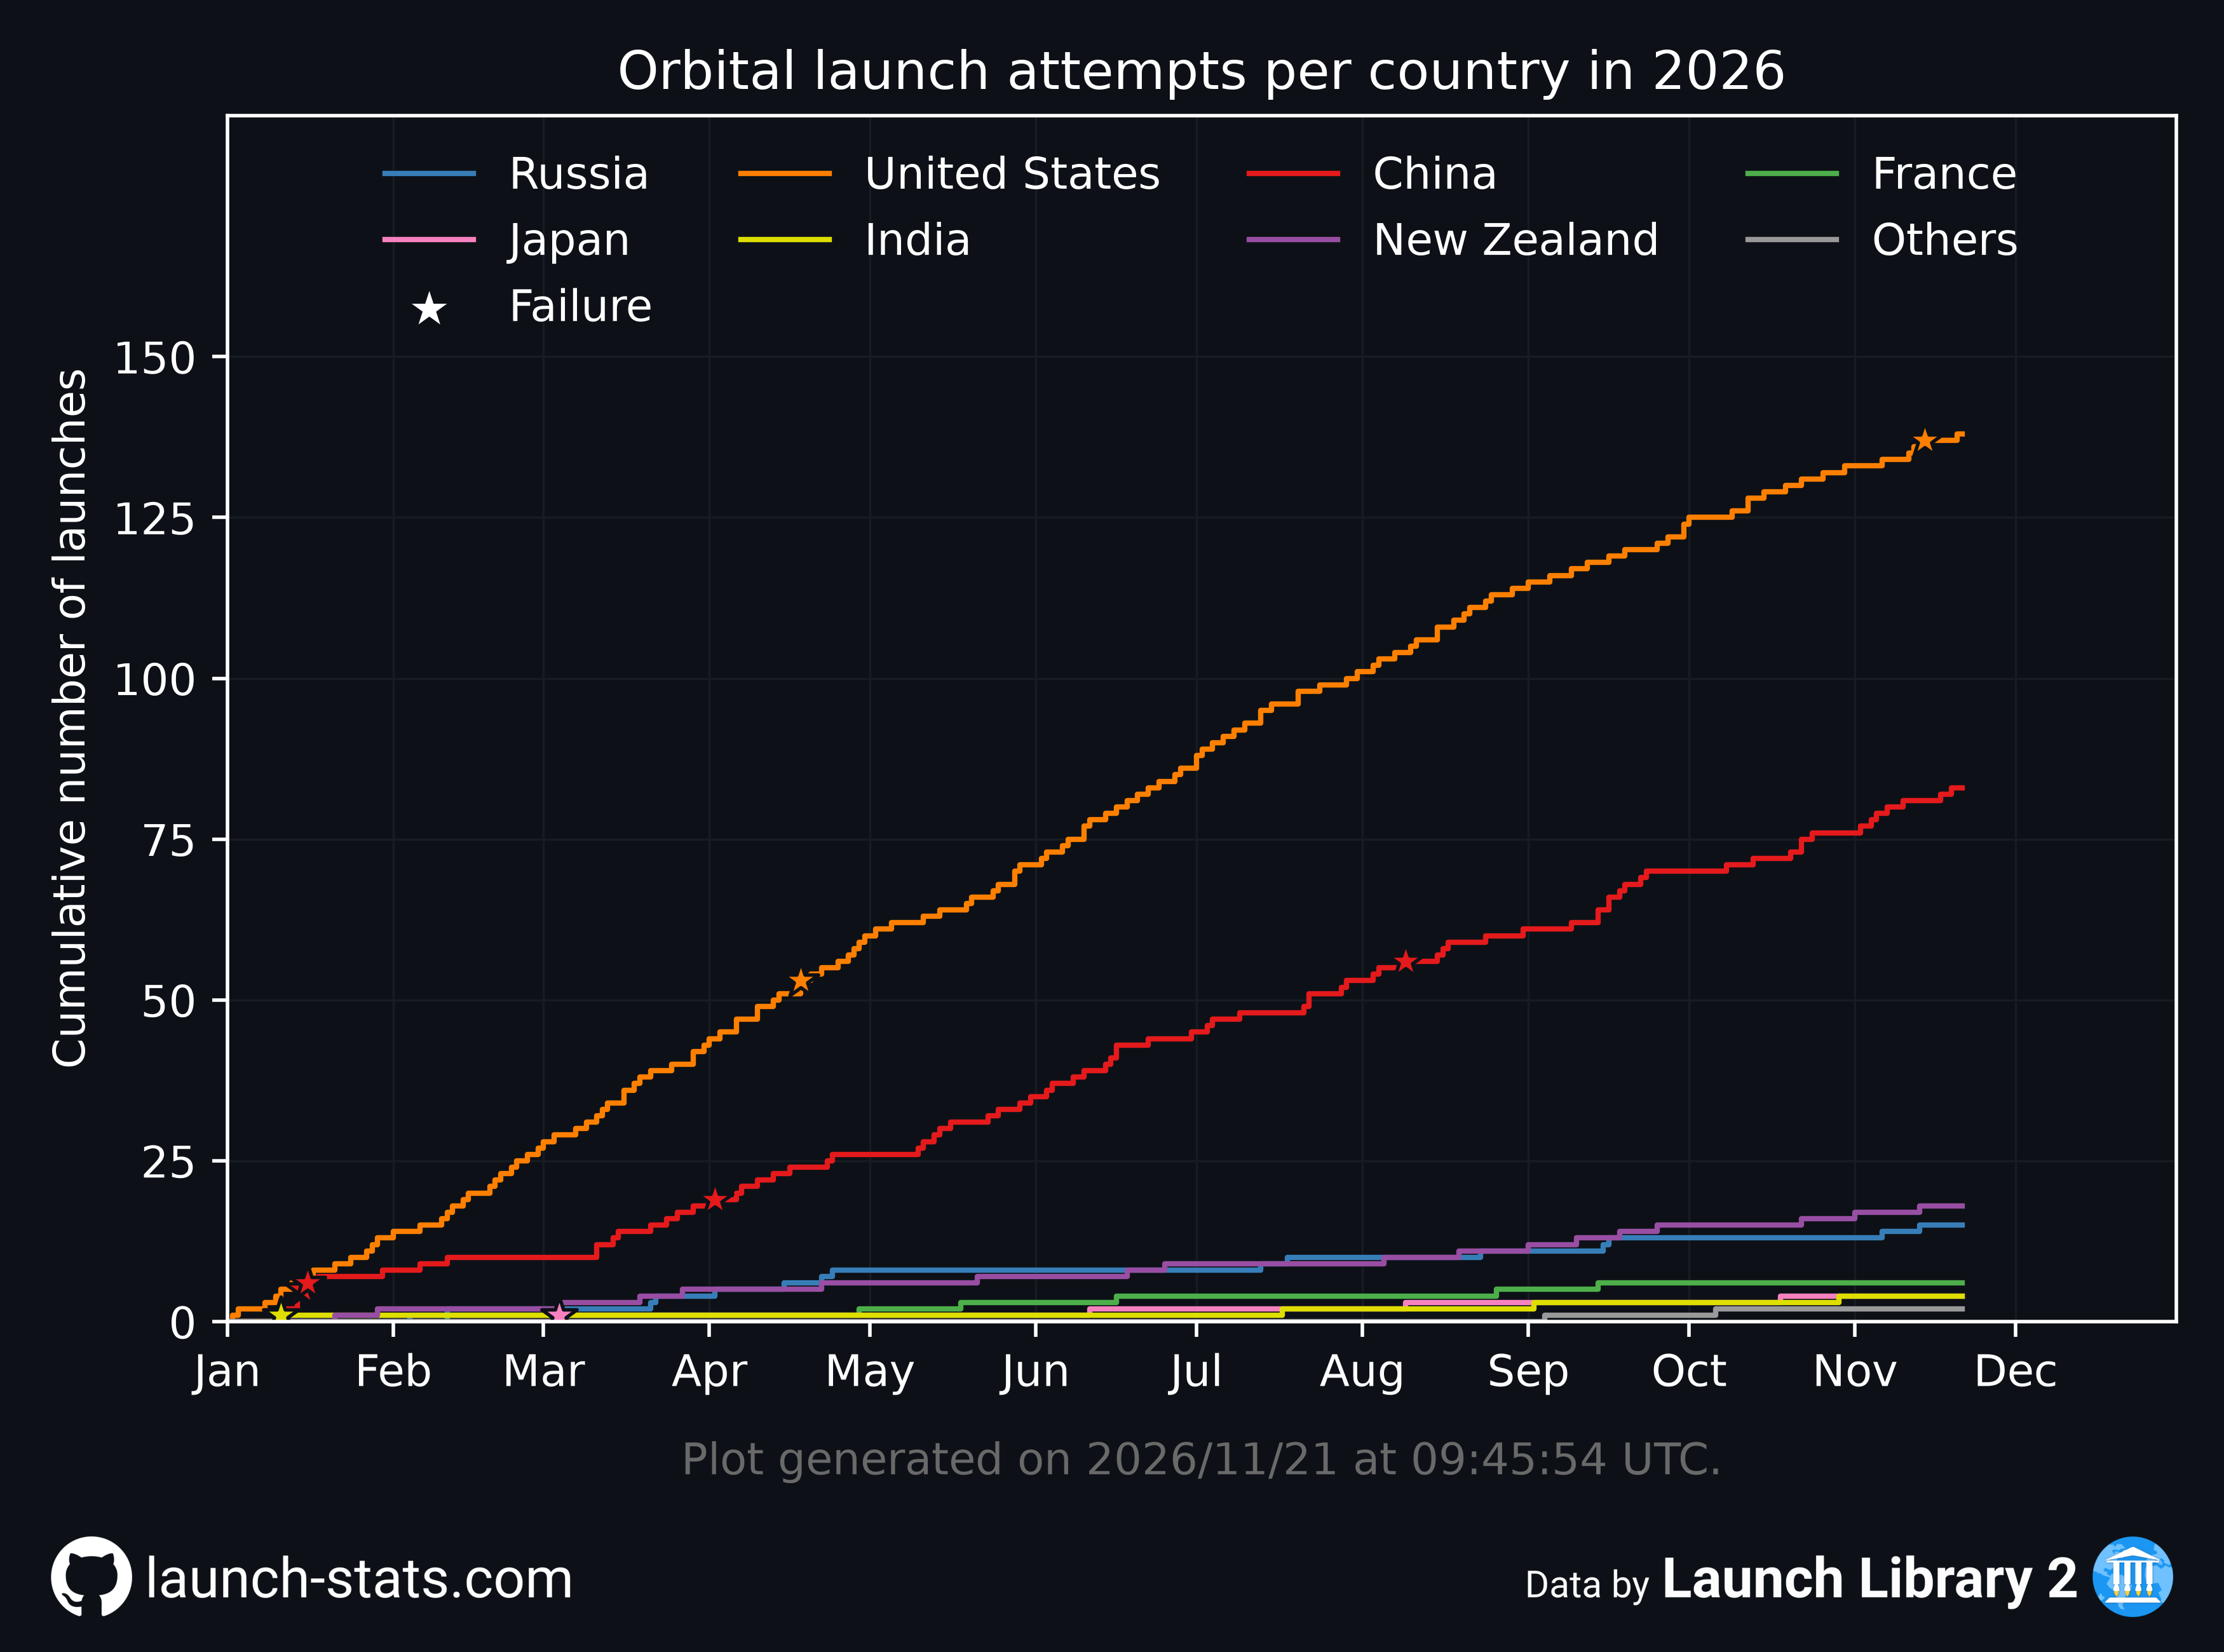 Orbital launch attempts per country in 2026
Russia United States China France
Japan India New Zealand Others
★ Failure
Cumulative number of launches
150
125
100
75
50
25
0
Jan Feb Mar Apr May Jun Jul Aug Sep Oct Nov Dec
Plot generated on 2026/11/21 at 09:45:54 UTC.
launch-stats.com
Data by Launch Library 2